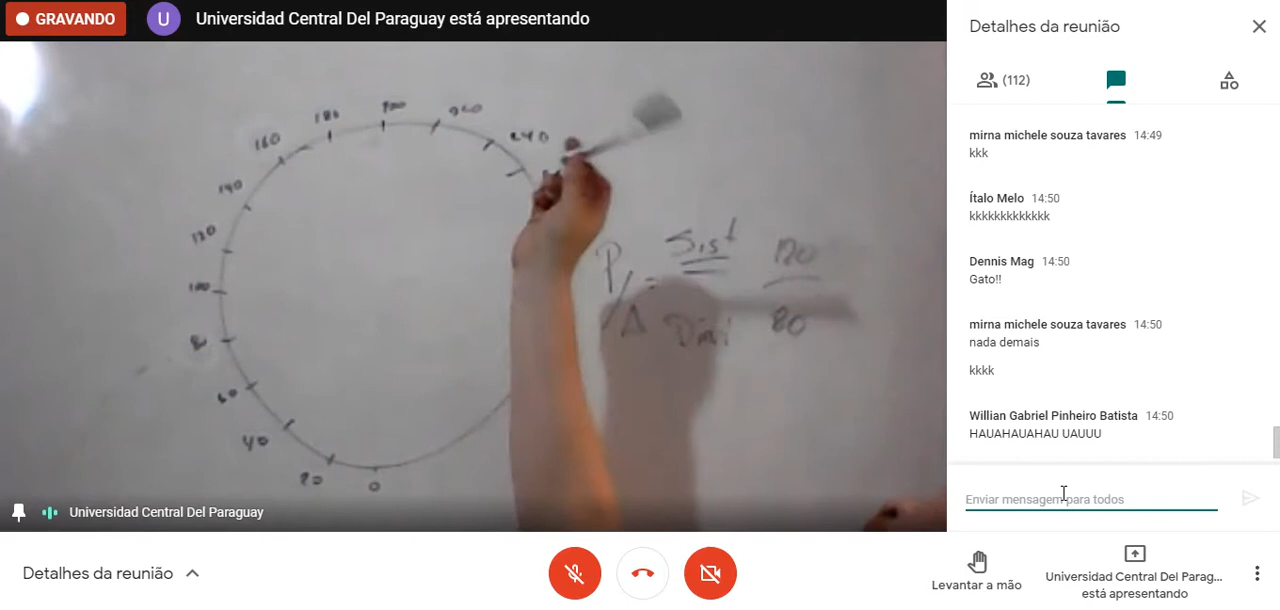 GRAVANDO
U
Universidad Central Del Paraguay está apresentando
Detalhes da reunião
(112)
mirna michele souza tavares 14:49
kkk
Ítalo Melo 14:50
kkkkkkkkkkkkk
Dennis Mag 14:50
Gato!!
mirna michele souza tavares 14:50
nada demais
kkkk
Willian Gabriel Pinheiro Batista 14:50
HAUAHAUAHAU UAUUU
Enviar mensagem para todos
180
160
240
140
120
100
80
60
40
20
0
P/A = Sist
120
80
Universidad Central Del Paraguay
Detalhes da reunião
Levantar a mão
Universidad Central Del Parag...
está apresentando